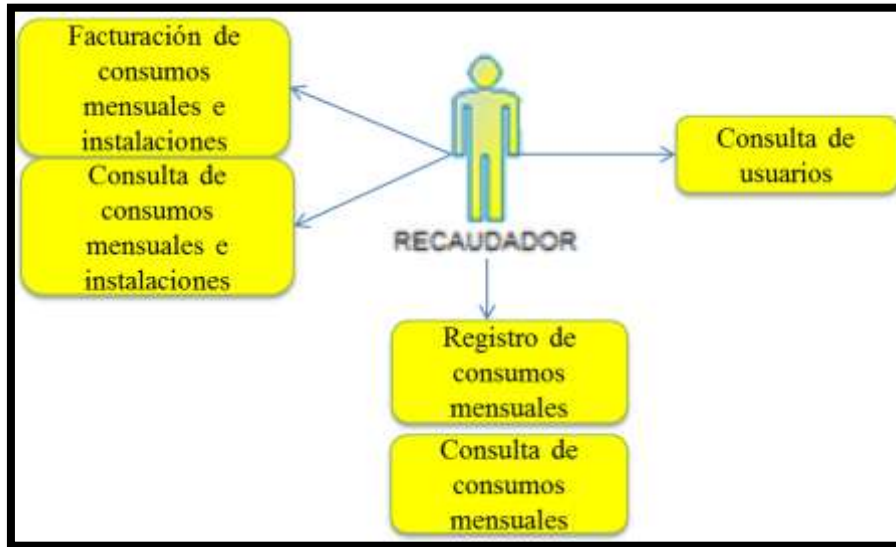 Facturación de
consumos
mensuales e
instalaciones
Consulta de
consumos
mensuales e
instalaciones
RECAUDADOR
Consulta de
usuarios
Registro de
consumos
mensuales
Consulta de
consumos
mensuales